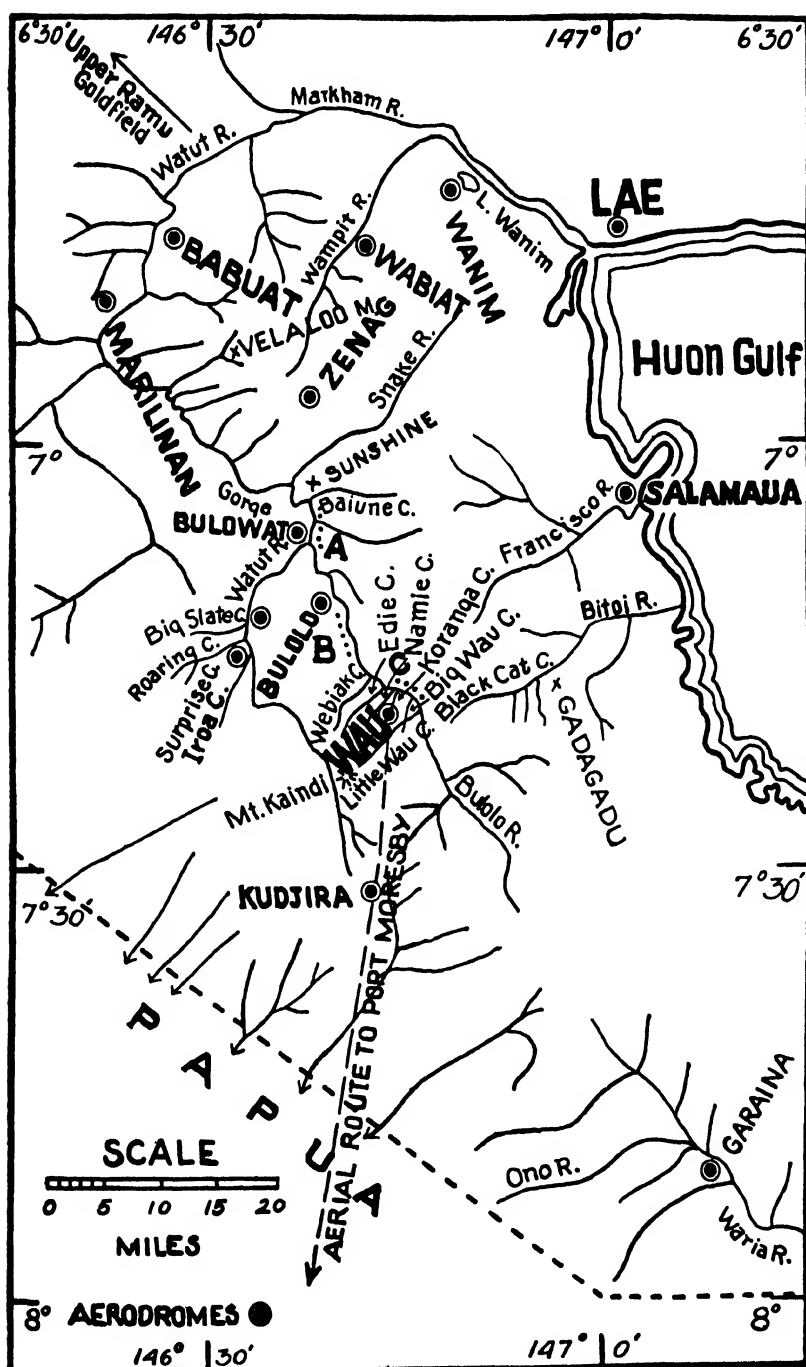 6°30' 146° 30' 147° 0' 6°30'
Upper Ramu
Goldfield
Markham R.
Watut R.
LAE
L. Wanim
WANIM
Wampit R.
WABIAT
BABUAT
VELALOO M.
ZENAG
Huon Gulf
MARILINAN
Snake R.
7° 7°
SUNSHINE
Gorge
Baiune C.
BULOWAT
A
Francisco R.
SALAMAUA
Watut R.
Edie C.
Namie C.
Koranga C.
Big Wau C.
Black Cat C.
Bitoi R.
Big Slate C.
BULOLO
B
C
Roaring C.
Surprise C.
Iroa C.
Webiak C.
WAU
Little Wau C.
GADAGADU
Mt. Kaindi
Bulolo R.
7°30' 7°30'
KUDJIRA
AERIAL ROUTE TO PORT MORESBY
PAPUA
GARAINA
Ono R.
Waria R.
SCALE
0 5 10 15 20
MILES
8° AERODROMES 8°
146° 30' 147° 0'